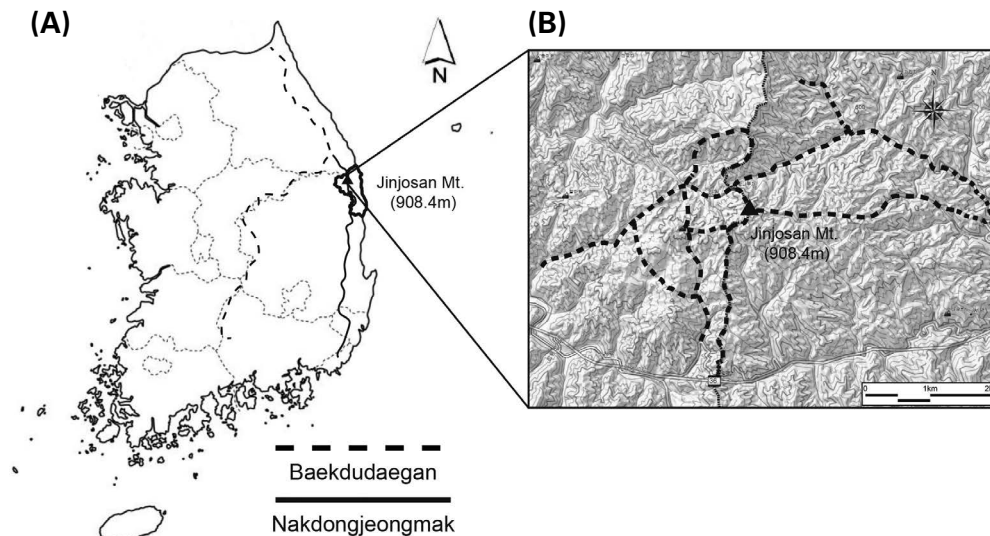 (A)
N
Jinjosan Mt.
(908.4m)
Baekdudaegan
Nakdongjeongmak
(B)
N
Jinjosan Mt.
(908.4m)
0 1km